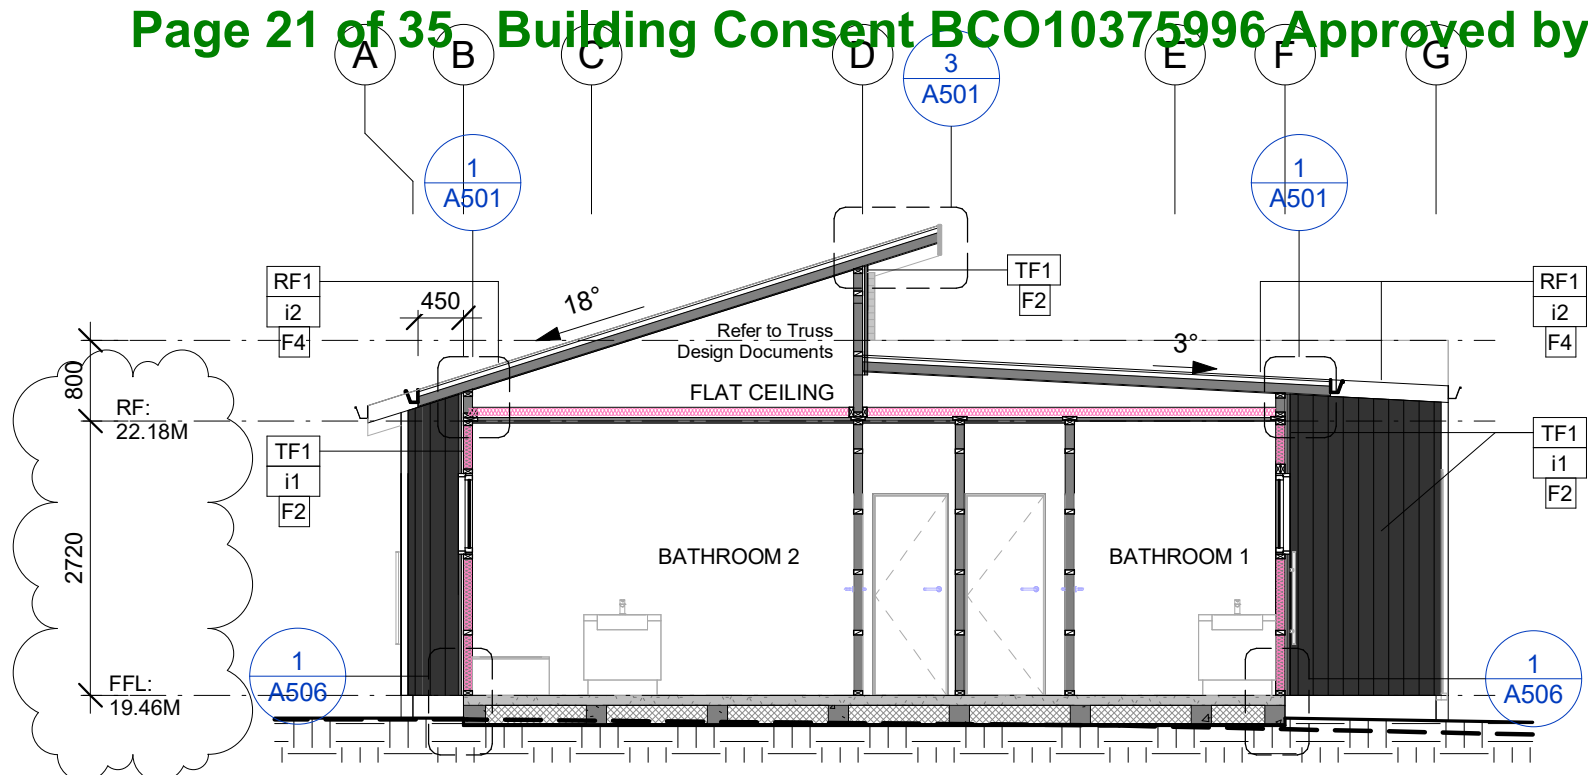 Page 21 of 35 Building Consent BCO10375996 Approved by
A
B
C
D
E
F
G
3
A501
1
A501
1
A501
RF1
i2
F4
450
18°
TF1
F2
RF1
i2
F4
Refer to Truss
Design Documents
3°
800
FLAT CEILING
RF:
22.18M
TF1
i1
F2
TF1
i1
F2
2720
BATHROOM 2
BATHROOM 1
1
A506
FFL:
19.46M
1
A506